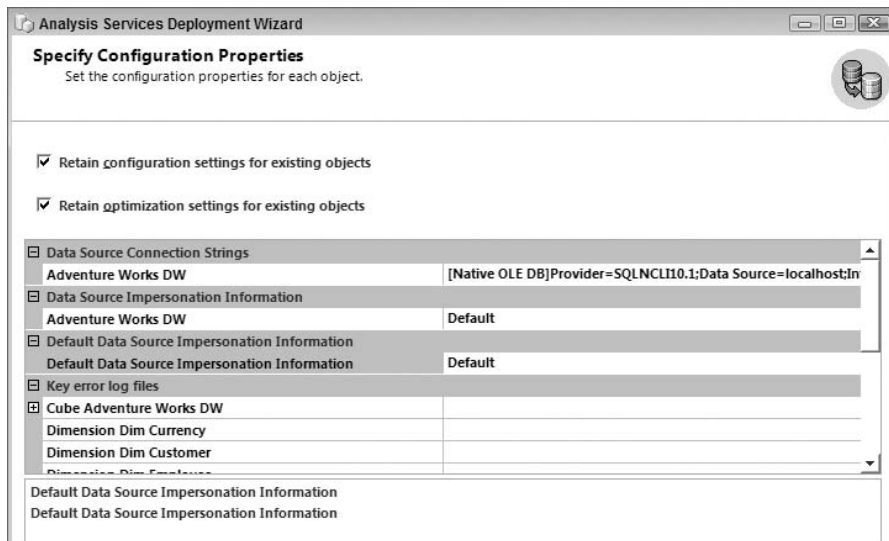 Analysis Services Deployment Wizard
Specify Configuration Properties
Set the configuration properties for each object.
Retain configuration settings for existing objects
Retain optimization settings for existing objects
Data Source Connection Strings
Adventure Works DW [Native OLE DB]Provider=SQLNCLI10.1;Data Source=localhost;In
Data Source Impersonation Information
Adventure Works DW Default
Default Data Source Impersonation Information
Default Data Source Impersonation Information Default
Key error log files
Cube Adventure Works DW
Dimension Dim Currency
Dimension Dim Customer
Dimension Dim Employee
Default Data Source Impersonation Information
Default Data Source Impersonation Information